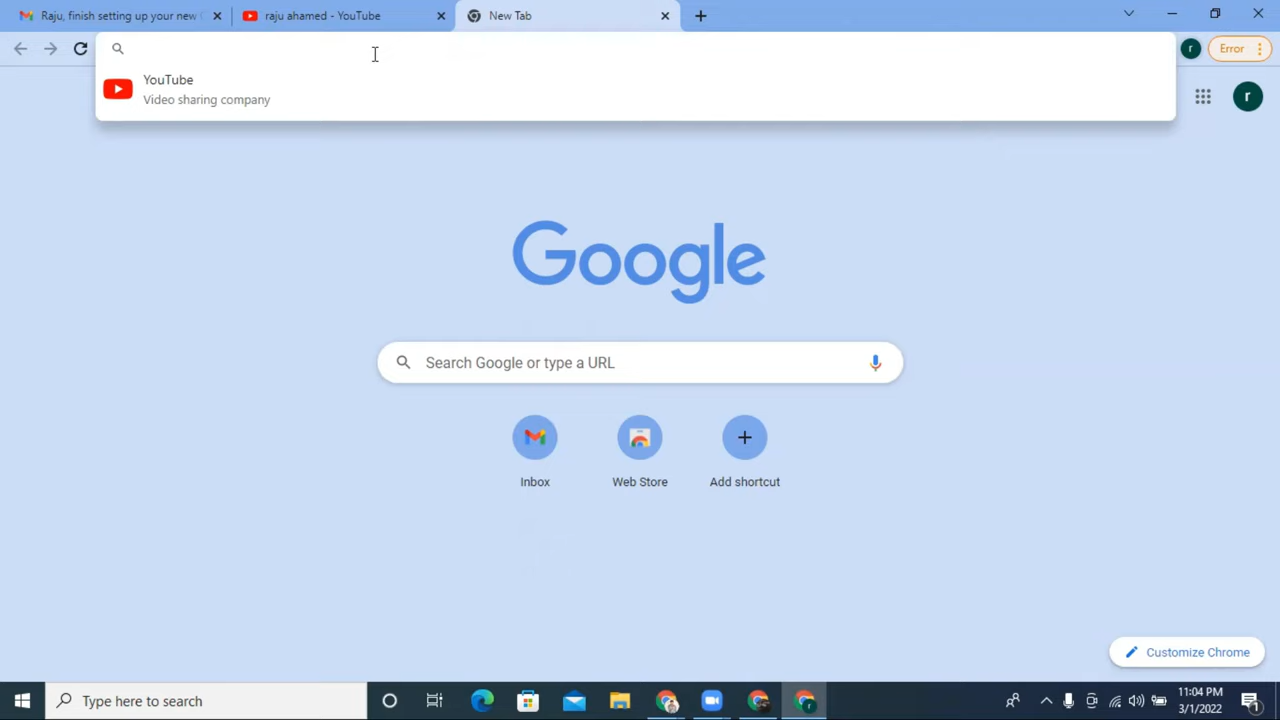 Raju, finish setting up your new
raju ahamed - YouTube
New Tab
r
Error
YouTube
Video sharing company
r
Google
Search Google or type a URL
Inbox
Web Store
Add shortcut
Customize Chrome
Type here to search
r
11:04 PM
3/1/2022
1